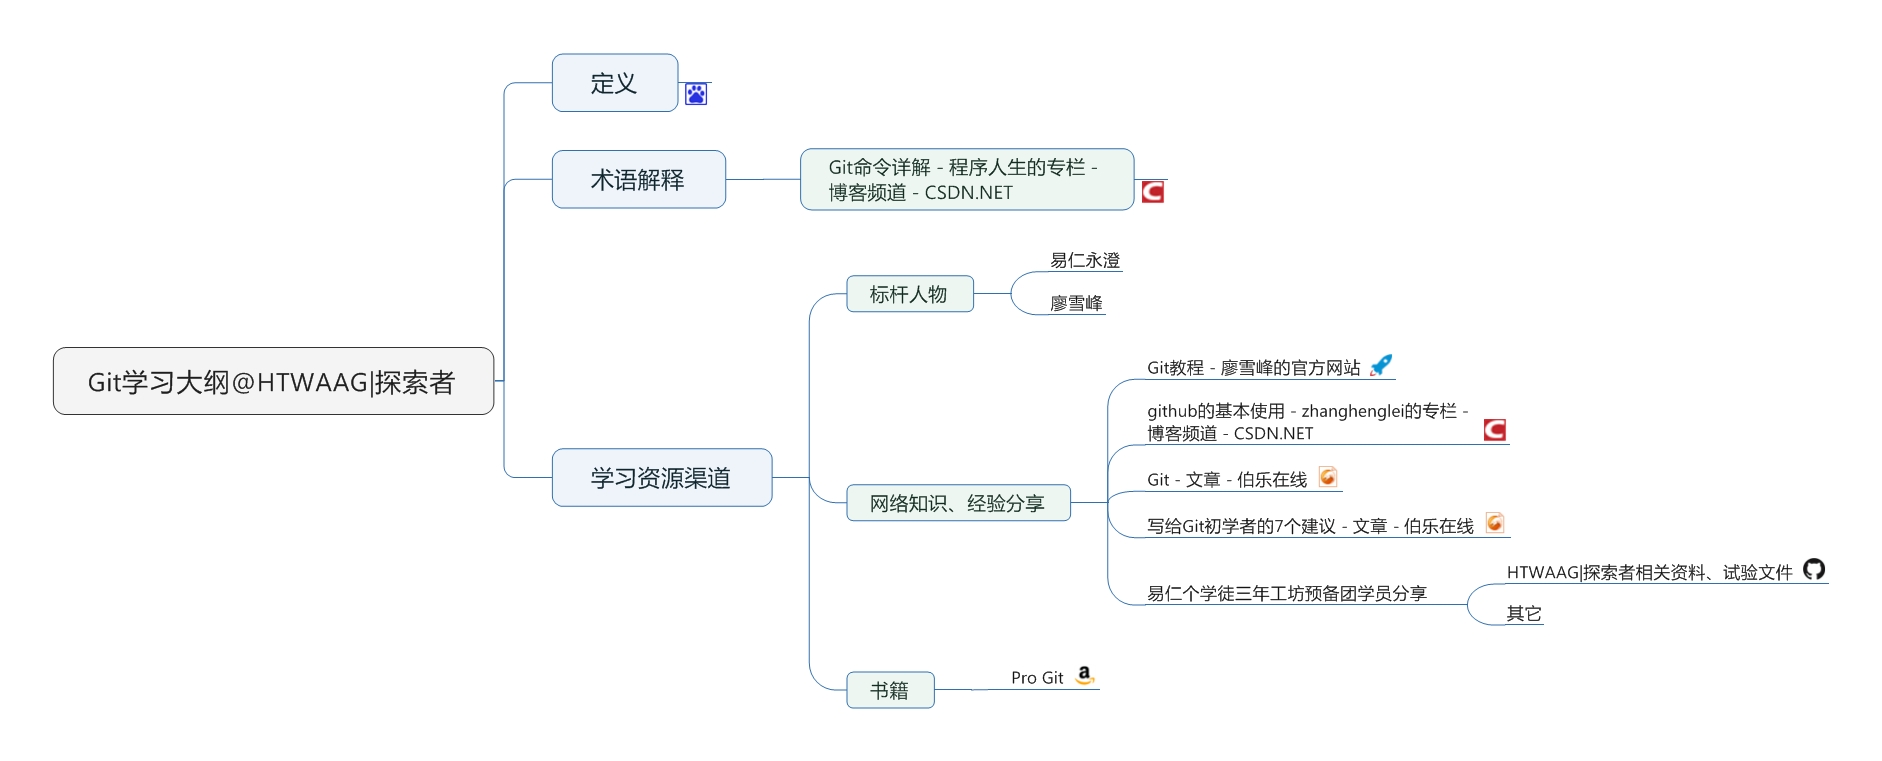 定义
术语解释
Git命令详解 - 程序人生的专栏 -
博客频道 - CSDN.NET
易仁永澄
标杆人物
廖雪峰
Git教程 - 廖雪峰的官方网站
Git学习大纲@HTWAAG|探索者
github的基本使用 - zhanghenglei的专栏 -
博客频道 - CSDN.NET
学习资源渠道
Git - 文章 - 伯乐在线
网络知识、经验分享
写给Git初学者的7个建议 - 文章 - 伯乐在线
HTWAAG|探索者相关资料、试验文件
易仁个学徒三年工坊预备团学员分享
其它
Pro Git
书籍